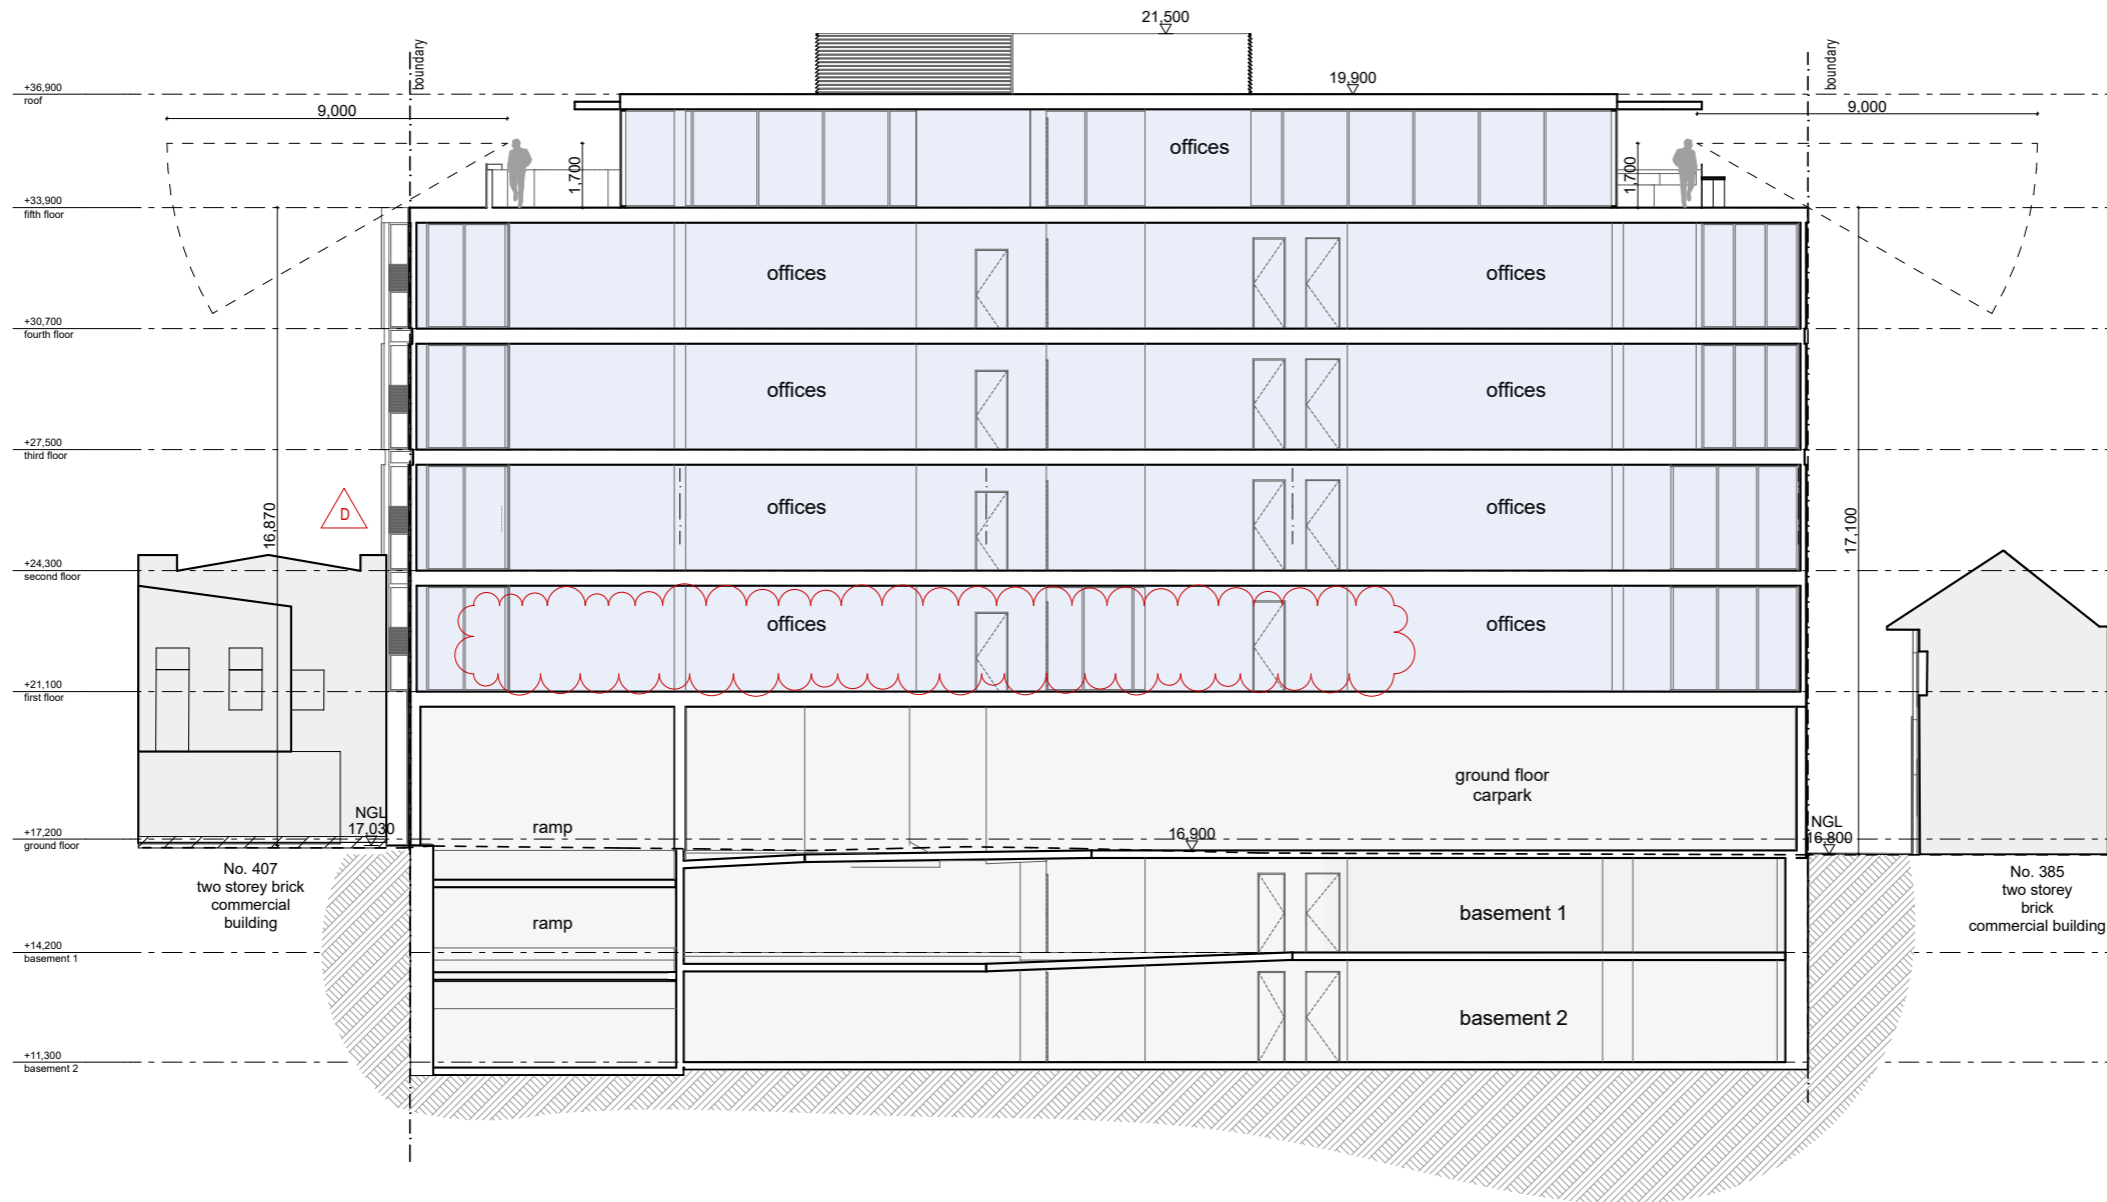 21,500
boundary
boundary
+36,900
roof
19,900
9,000
9,000
offices
1,700
1,700
+33,900
fifth floor
offices
offices
+30,700
fourth floor
offices
offices
+27,500
third floor
16,870
D
offices
offices
17,100
+24,300
second floor
offices
offices
+21,100
first floor
ground floor
carpark
NGL
17,030
ramp
16,900
NGL
16,800
+17,200
ground floor
No. 407
two storey brick
commercial
building
No. 385
two storey
brick
commercial building
ramp
basement 1
+14,200
basement 1
basement 2
+11,300
basement 2